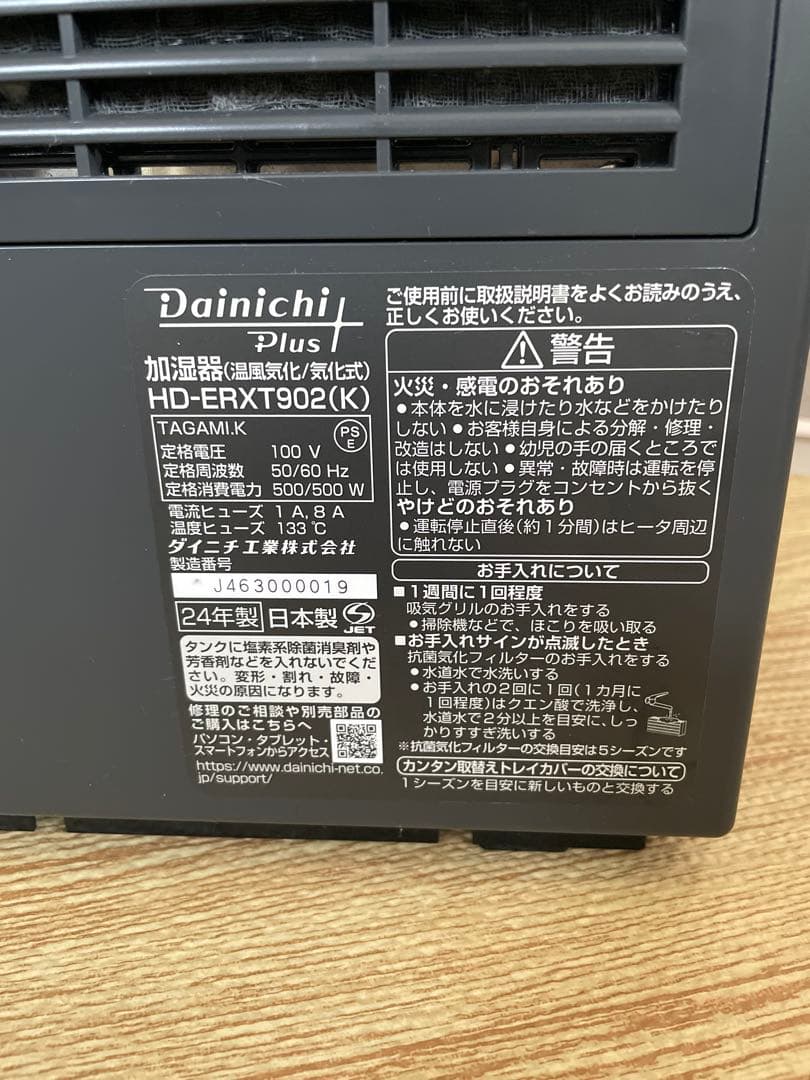 Dainichi
Plus
加湿器(温風気化/気化式)
HD-ERXT902(K)
TAGAMI.K
PS
E
定格電圧 100 V
定格周波数 50/60 Hz
定格消費電力 500/500 W
電流ヒューズ 1 A, 8 A
温度ヒューズ 133℃
ダイニチ工業株式会社
製造番号
J463000019
24年製 日本製 JET
タンクに塩素系除菌消臭剤や
芳香剤などを入れないでくだ
さい。変形・割れ・故障・
火災の原因になります。
修理のご相談や別売部品の
ご購入はこちらへ
パソコン・タブレット・
スマートフォンからアクセス
https://www.dainichi-net.co.
jp/support/
ご使用前に取扱説明書をよくお読みのうえ、
正しくお使いください。
警告
火災・感電のおそれあり
●本体を水に浸けたり水などをかけたり
しない ●お客様自身による分解・修理・
改造はしない ●幼児の手の届くところで
は使用しない ●異常・故障時は運転を停
止し、電源プラグをコンセントから抜く
やけどのおそれあり
●運転停止直後(約1分間)はヒータ周辺
に触れない
お手入れについて
■1週間に1回程度
吸気グリルのお手入れをする
●掃除機などで、ほこりを吸い取る
■お手入れサインが点滅したとき
抗菌気化フィルターのお手入れをする
●水道水で水洗いする
●お手入れの2回に1回(1カ月に
1回程度)はクエン酸で洗浄し、
水道水で2分以上を目安に、しっ
かりすすぎ洗いする
※抗菌気化フィルターの交換目安は5シーズンです
カンタン取替えトレイカバーの交換について
1シーズンを目安に新しいものと交換する